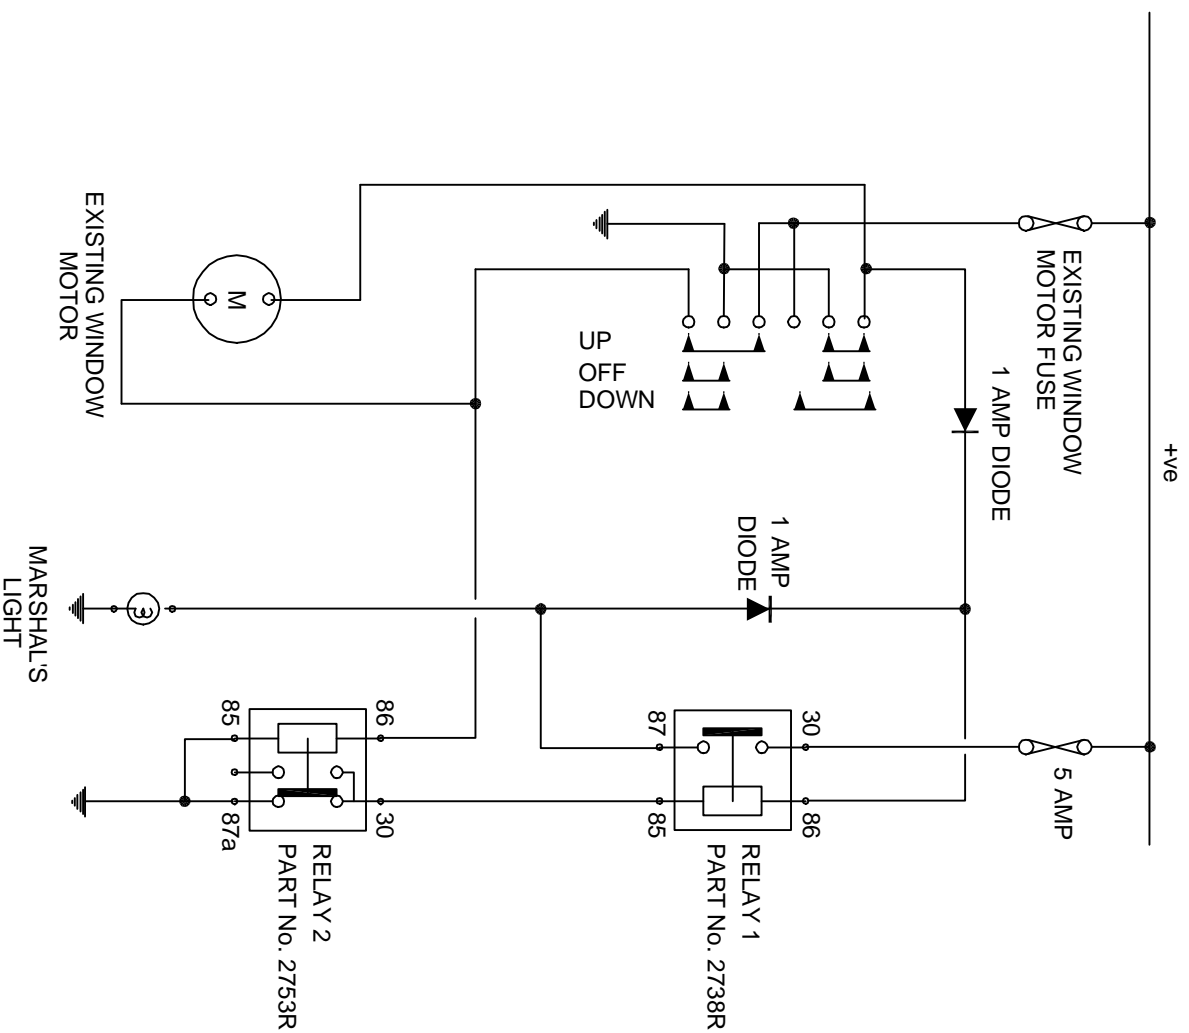 +ve
EXISTING WINDOW
MOTOR FUSE
5 AMP
1 AMP DIODE
1 AMP
DIODE
UP
OFF
DOWN
M
EXISTING WINDOW
MOTOR
MARSHAL'S
LIGHT
30
86
87
85
RELAY 1
PART No. 2738R
86
30
85
87a
RELAY 2
PART No. 2753R